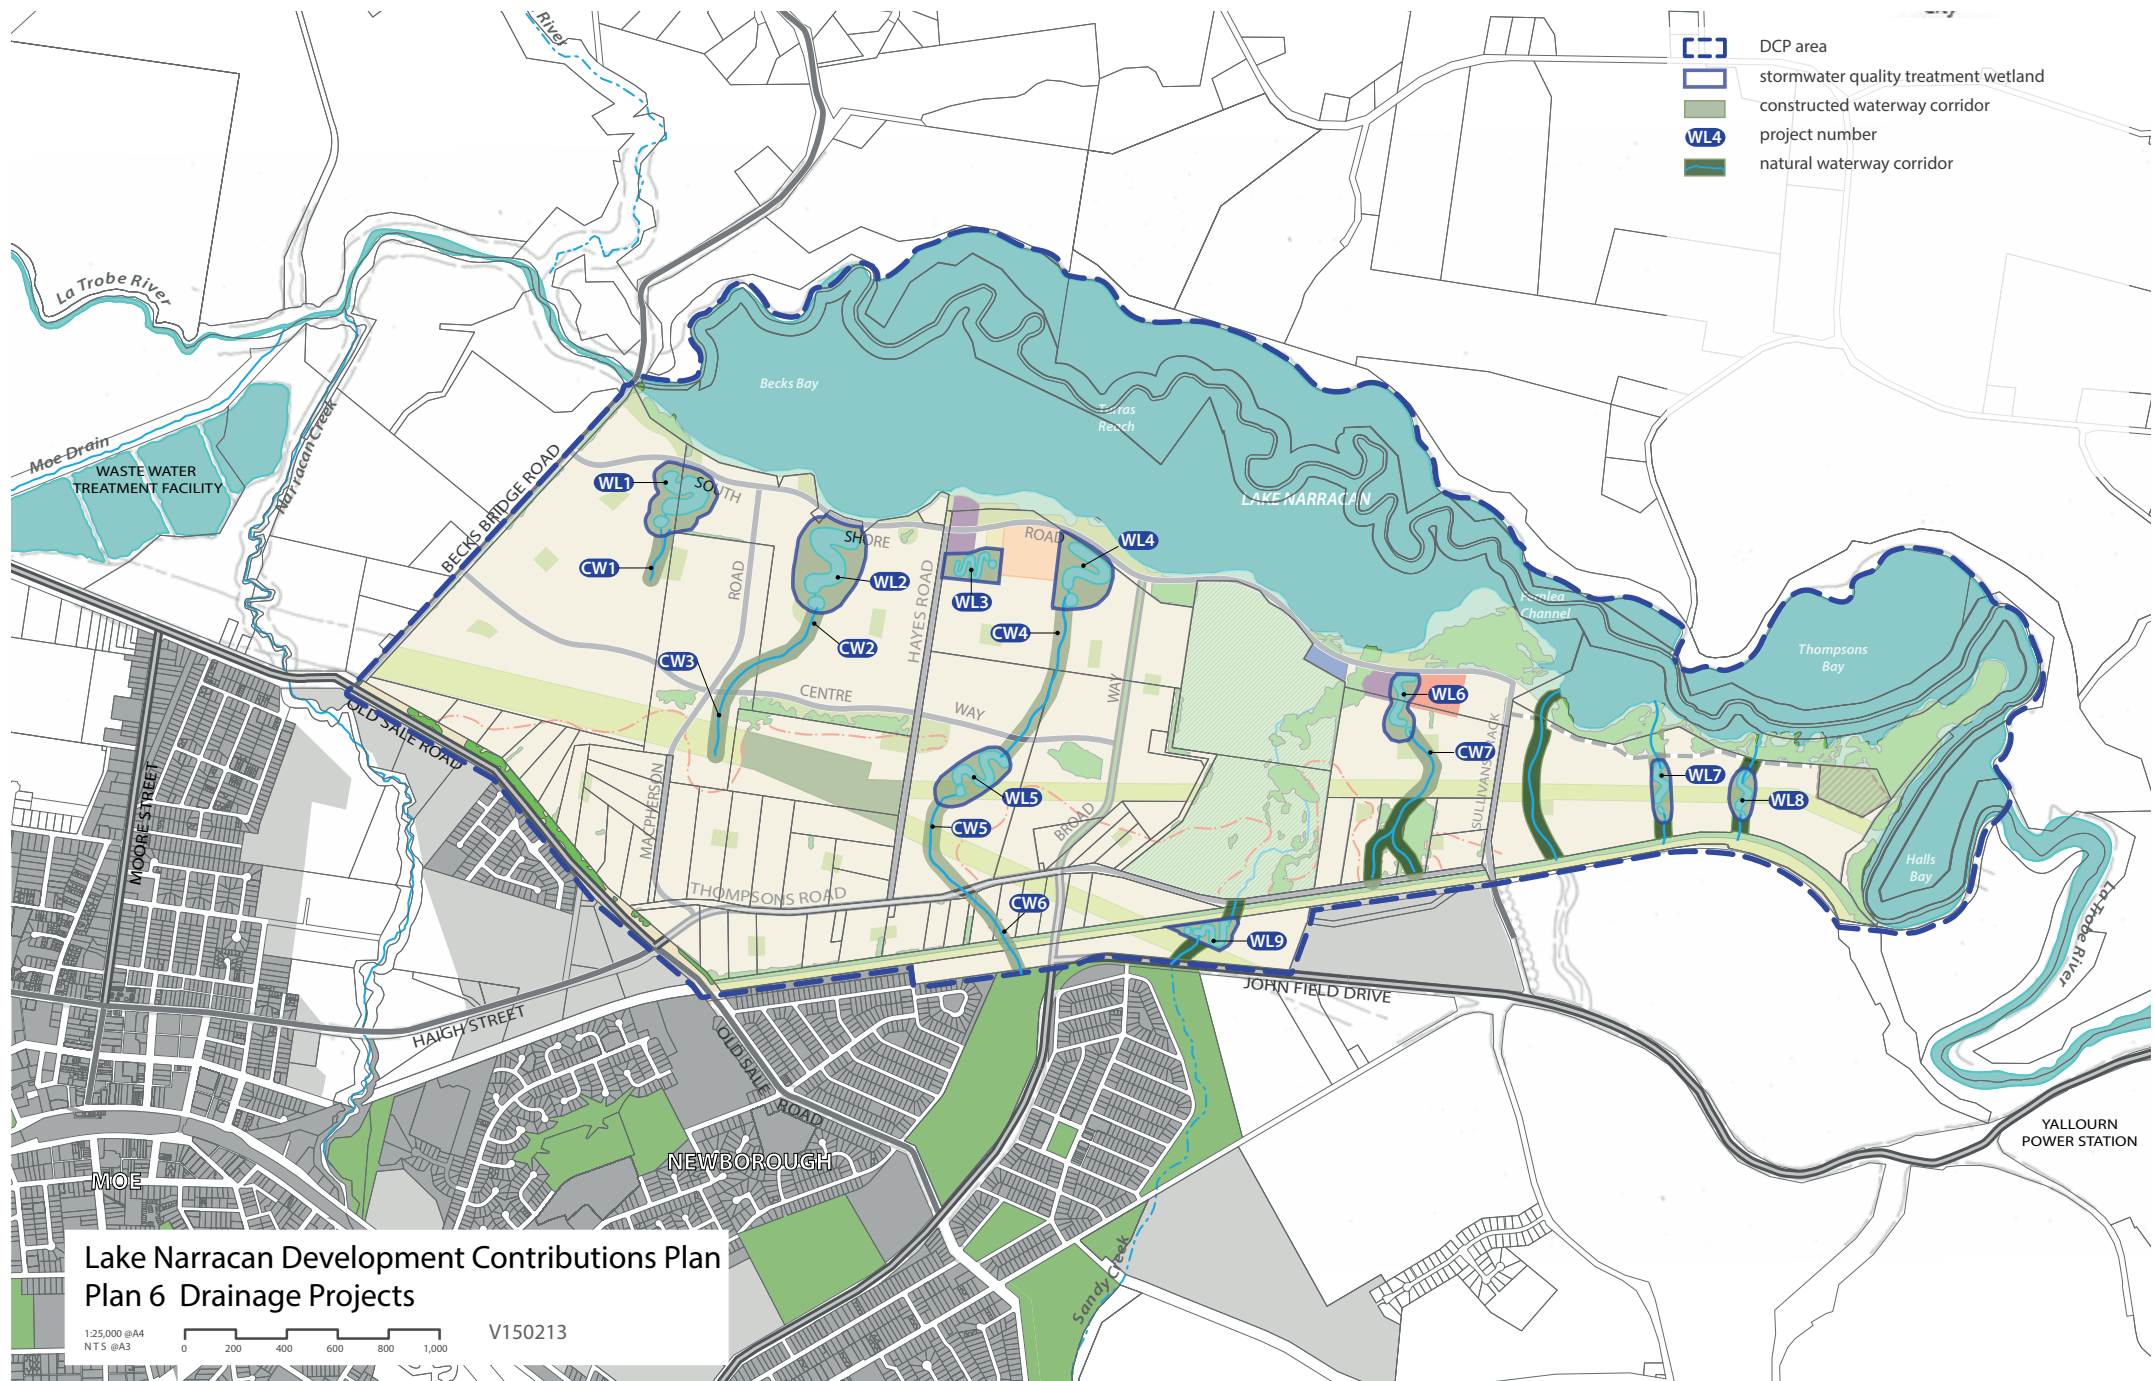 City
DCP area
stormwater quality treatment wetland
constructed waterway corridor
WL4
project number
natural waterway corridor
River
La Trobe River
Moe Drain
Narracan Creek
WASTE WATER
TREATMENT FACILITY
BECKS BRIDGE ROAD
Becks Bay
Turras
Reach
LAKE NARRACAN
Fernlea
Channel
Thompsons
Bay
Halls
Bay
La Trobe River
WL1
SOUTH
SHORE
ROAD
WL4
CW1
ROAD
WL2
HAYES ROAD
WL3
CW2
CW4
CW3
CENTRE
WAY
WAY
WL6
CW7
SULLIVANS TRACK
WL7
WL8
WL5
CW5
BROAD
MACPHERSON
OLD SALE ROAD
MOORE STREET
THOMPSONS ROAD
CW6
WL9
JOHN FIELD DRIVE
HAIGH STREET
OLD SALE
ROAD
NEWBOROUGH
MOE
YALLOURN
POWER STATION
Sandy Creek
Lake Narracan Development Contributions Plan
Plan 6 Drainage Projects
1:25,000 @A4
NTS @A3
0 200 400 600 800 1,000
V150213